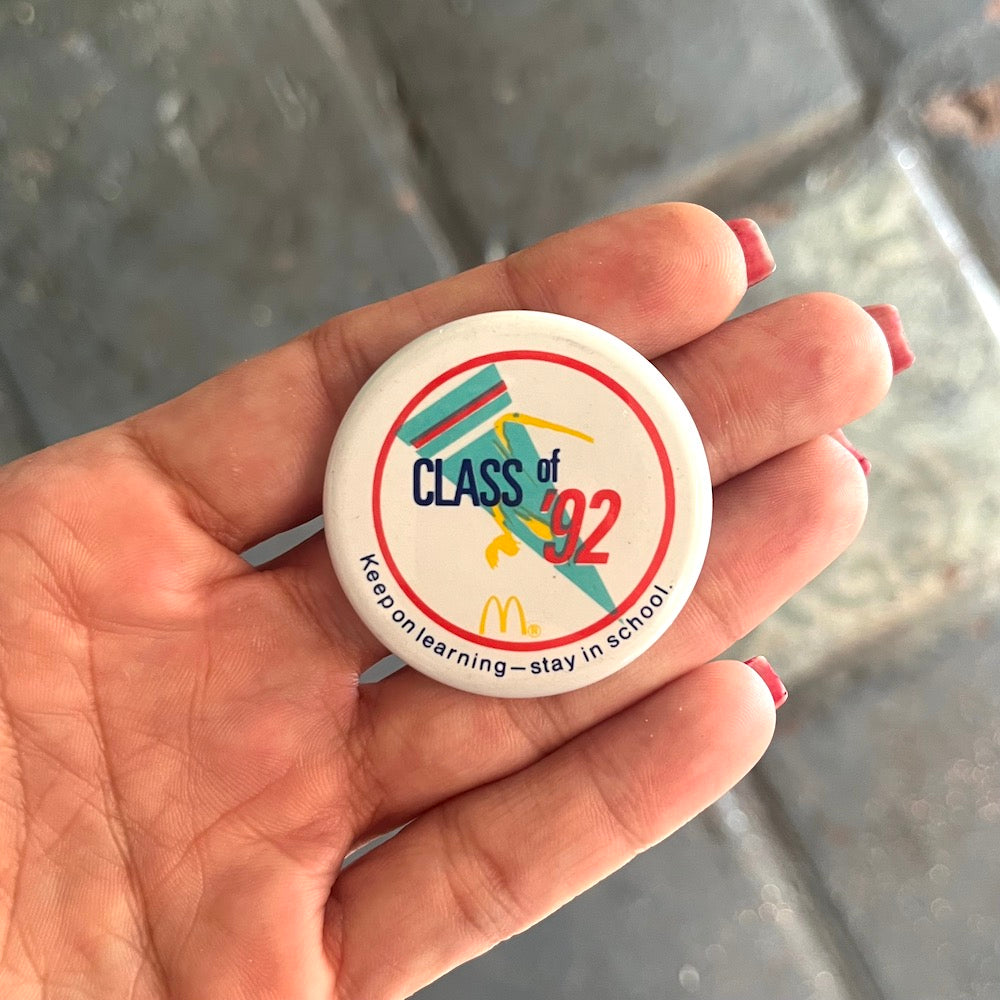 CLASS of
'92
M®
Keep on learning—stay in school.